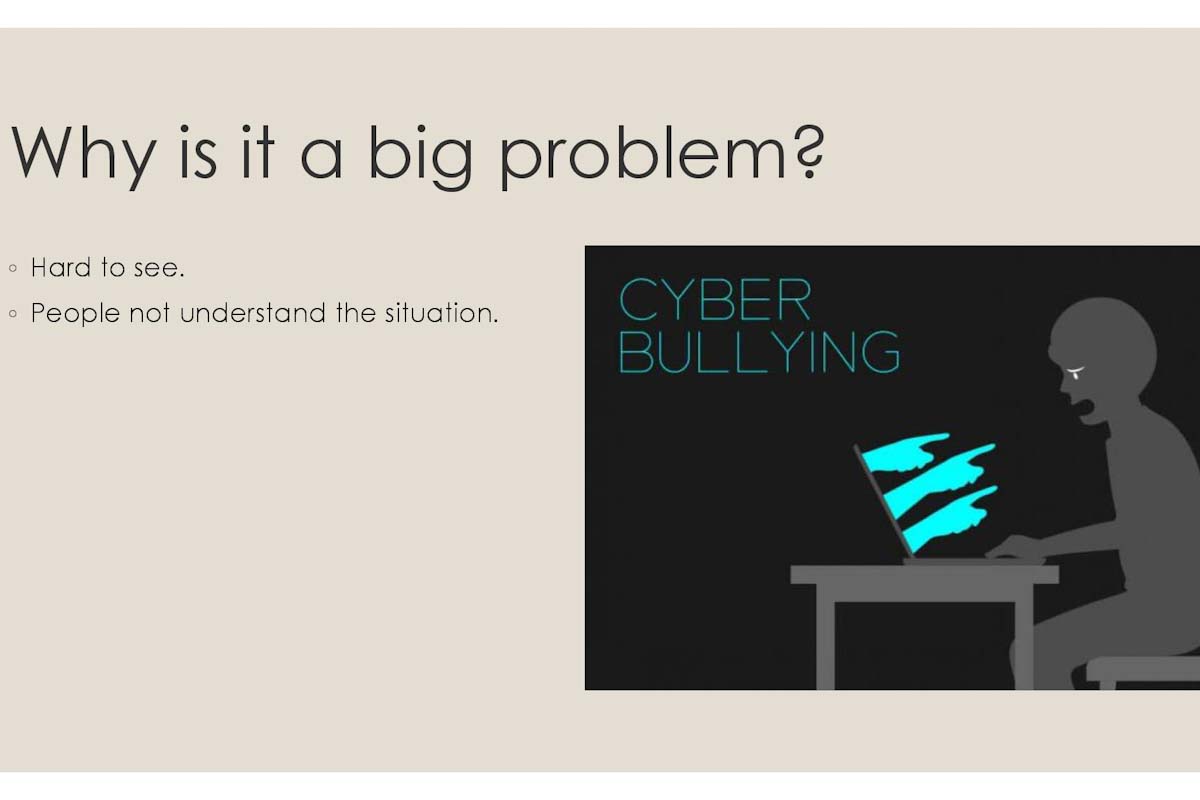 Why is it a big problem?
◦ Hard to see.
◦ People not understand the situation.
CYBER
BULLYING